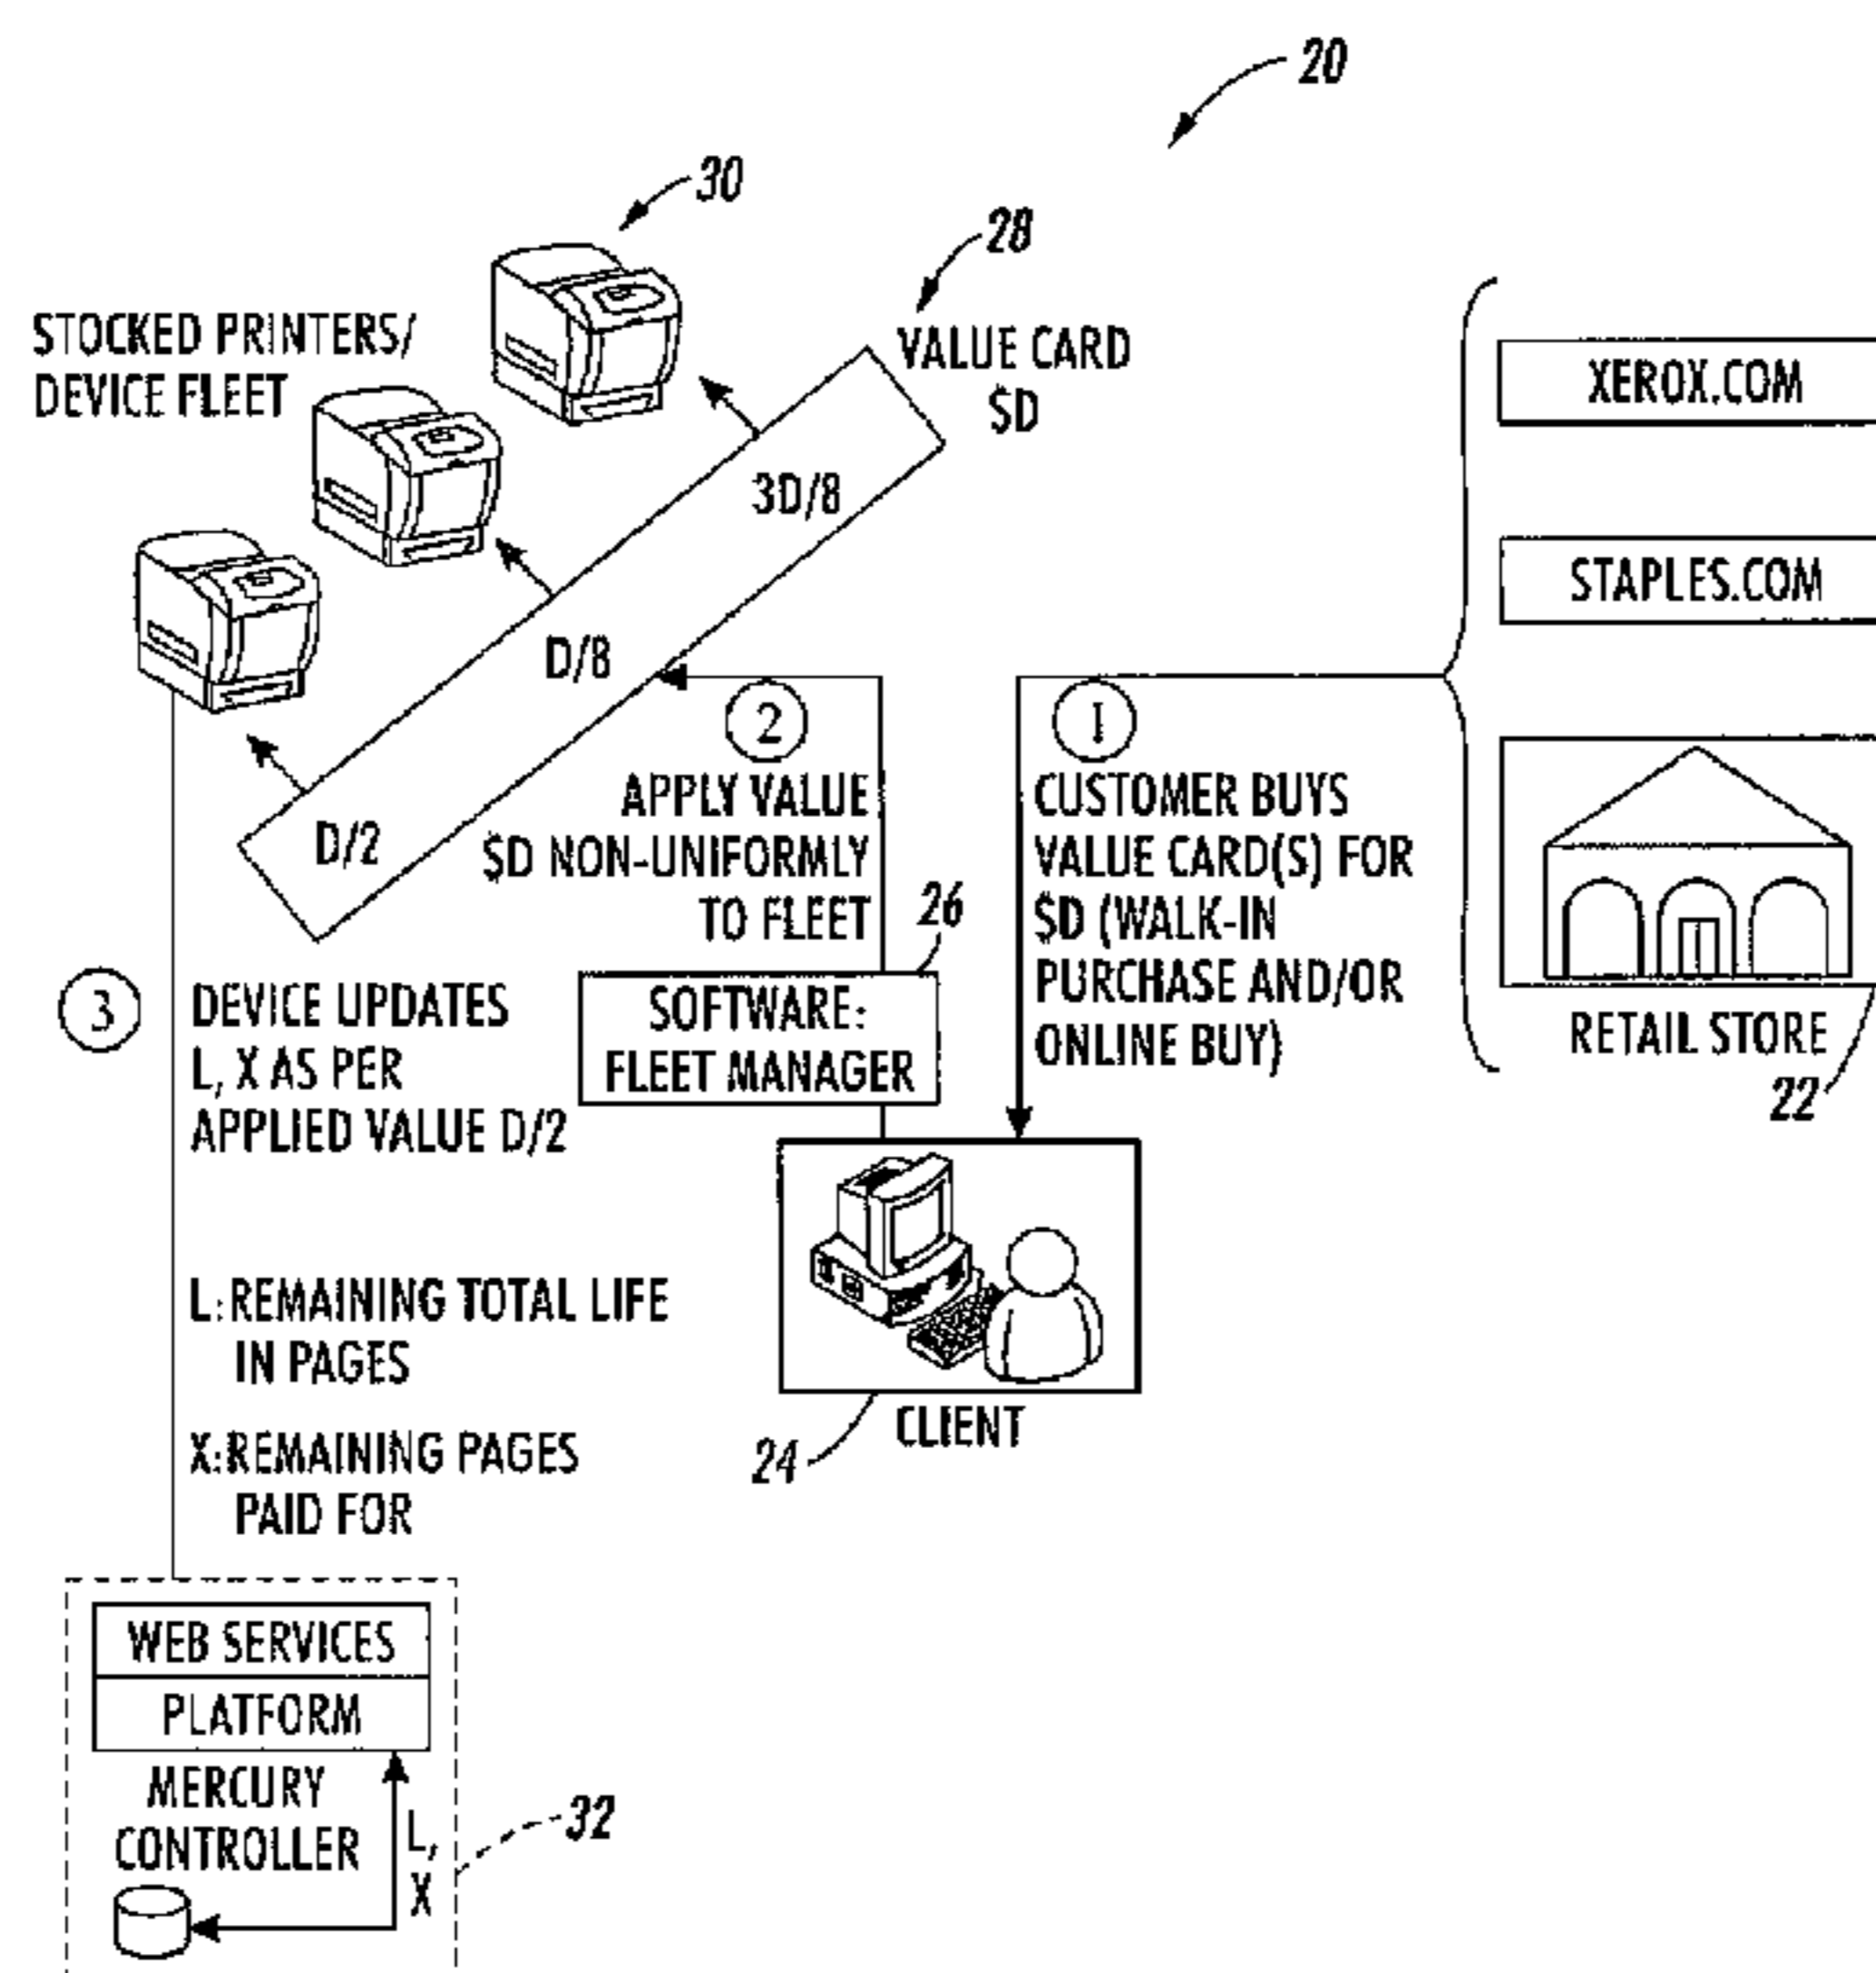 20
30
28
STOCKED PRINTERS/
DEVICE FLEET
VALUE CARD
$D
XEROX.COM
3D/8
STAPLES.COM
D/8
D/2
2
APPLY VALUE
$D NON-UNIFORMLY
TO FLEET
1
CUSTOMER BUYS
VALUE CARD(S) FOR
$D (WALK-IN
PURCHASE AND/OR
ONLINE BUY)
26
RETAIL STORE
22
3
DEVICE UPDATES
L, X AS PER
APPLIED VALUE D/2
SOFTWARE:
FLEET MANAGER
L: REMAINING TOTAL LIFE
IN PAGES
X: REMAINING PAGES
PAID FOR
CLIENT
24
WEB SERVICES
PLATFORM
MERCURY
CONTROLLER
L,
X
32